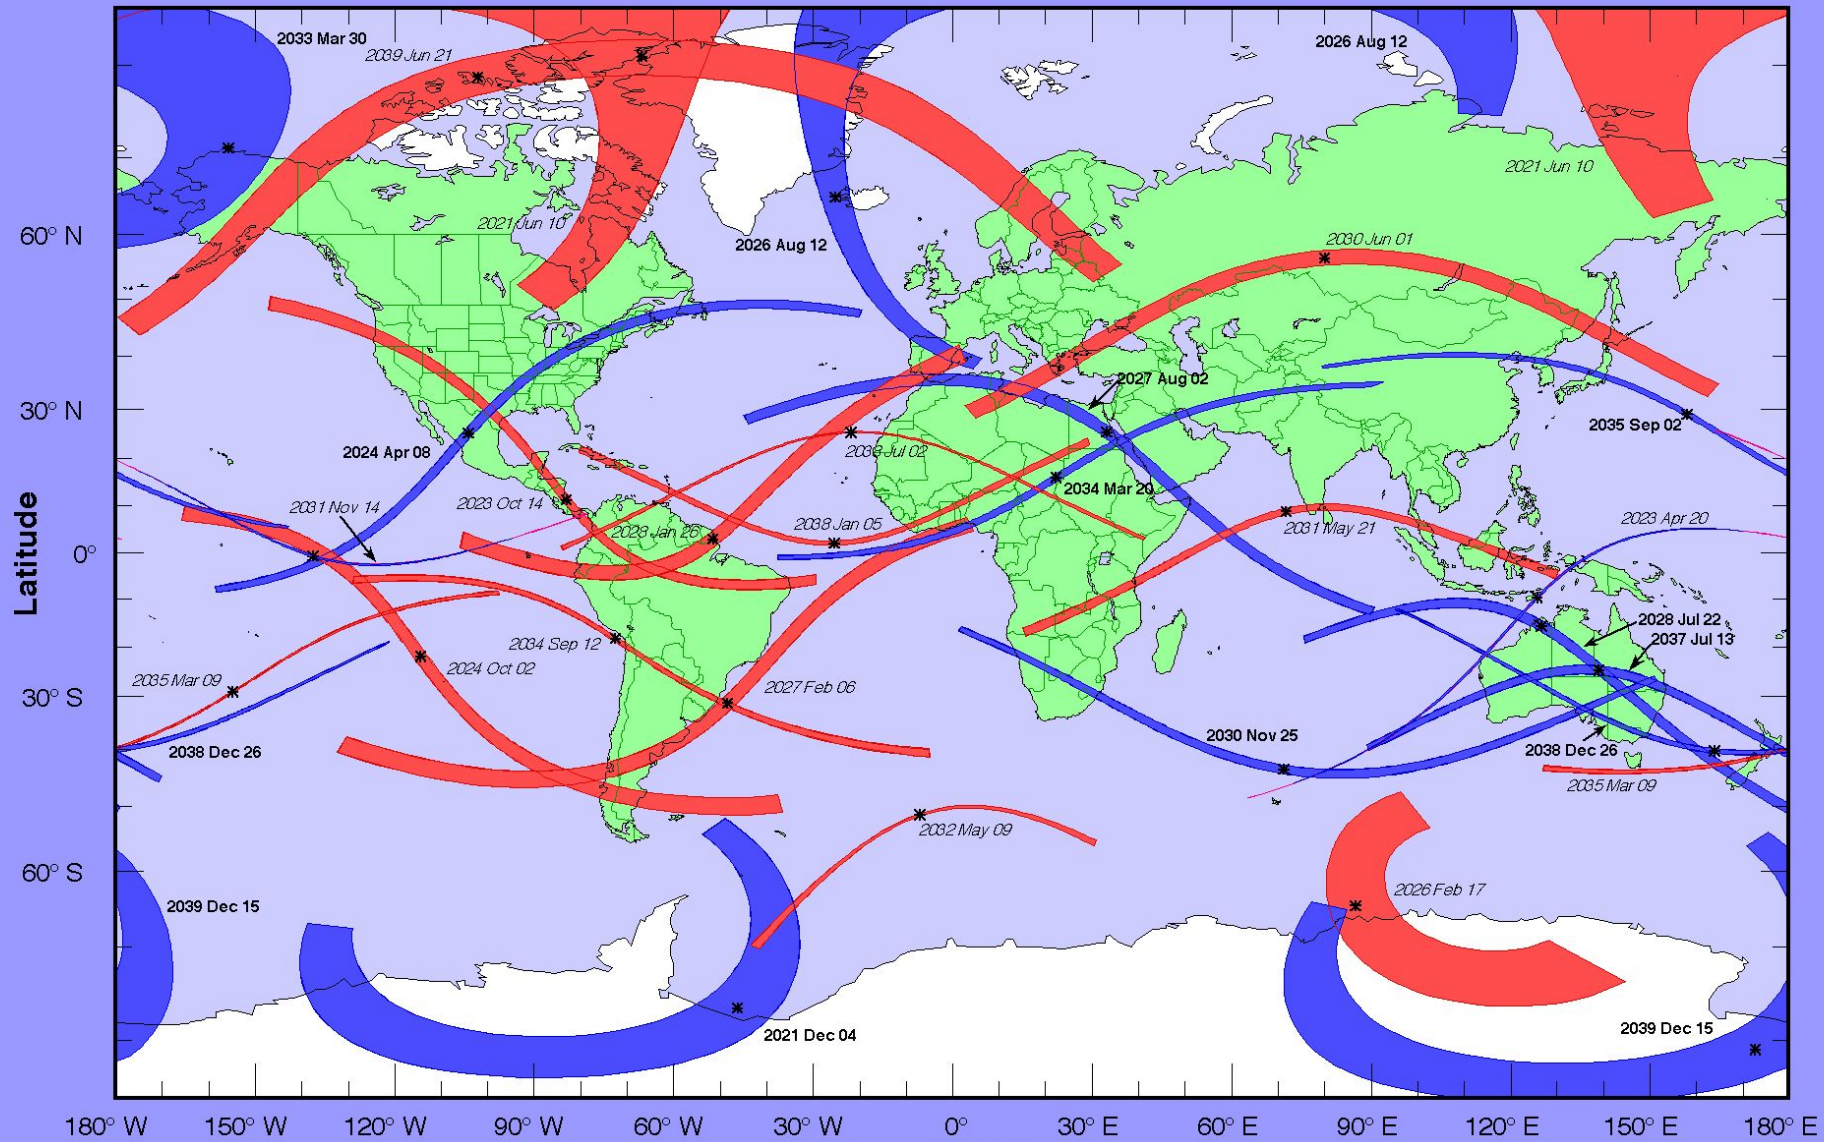 2033 Mar 30
2039 Jun 21
2026 Aug 12
2021 Jun 10
2021 Jun 10
60° N
2026 Aug 12
2030 Jun 01
2027 Aug 02
30° N
2035 Sep 02
2024 Apr 08
2038 Jul 02
2034 Mar 20
2031 Nov 14
2023 Oct 14
2028 Jan 26
2038 Jan 05
2031 May 21
2023 Apr 20
0°
Latitude
2028 Jul 22
2037 Jul 13
2034 Sep 12
2024 Oct 02
2035 Mar 09
2027 Feb 06
30° S
2030 Nov 25
2038 Dec 26
2038 Dec 26
2035 Mar 09
2032 May 09
60° S
2026 Feb 17
2039 Dec 15
2021 Dec 04
2039 Dec 15
180° W 150° W 120° W 90° W 60° W 30° W 0° 30° E 60° E 90° E 120° E 150° E 180° E